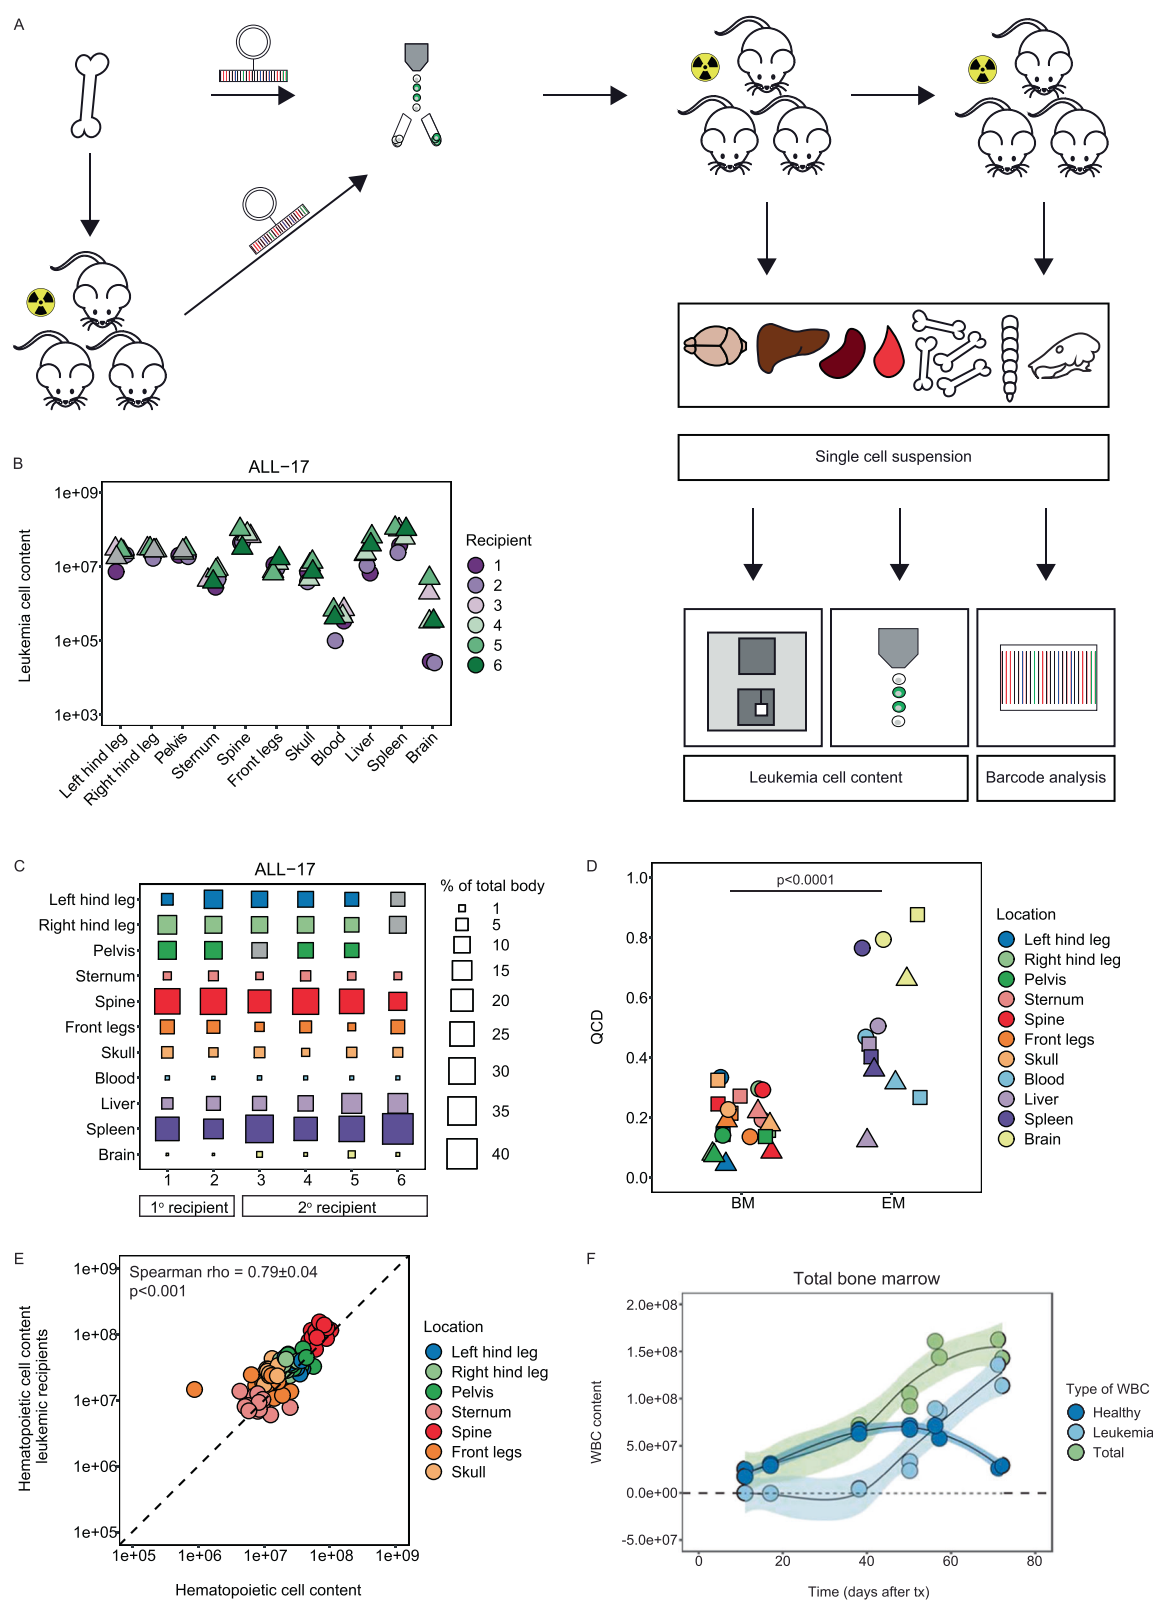 A
Single cell suspension
Leukemia cell content
Barcode analysis
B
ALL−17
Leukemia cell content
1e+09
1e+07
1e+05
1e+03
Left hind leg
Right hind leg
Pelvis
Sternum
Spine
Front legs
Skull
Blood
Liver
Spleen
Brain
Recipient
1
2
3
4
5
6
C
ALL−17
Left hind leg
Right hind leg
Pelvis
Sternum
Spine
Front legs
Skull
Blood
Liver
Spleen
Brain
1 2 3 4 5 6
1º recipient
2º recipient
% of total body
1
5
10
15
20
25
30
35
40
D
QCD
1.0
0.8
0.6
0.4
0.2
0.0
p<0.0001
BM
EM
Location
Left hind leg
Right hind leg
Pelvis
Sternum
Spine
Front legs
Skull
Blood
Liver
Spleen
Brain
E
Hematopoietic cell content
leukemic recipients
1e+09
1e+08
1e+07
1e+06
1e+05
Spearman rho = 0.79±0.04
p<0.001
1e+05 1e+06 1e+07 1e+08 1e+09
Hematopoietic cell content
Location
Left hind leg
Right hind leg
Pelvis
Sternum
Spine
Front legs
Skull
F
Total bone marrow
WBC content
2.0e+08
1.5e+08
1.0e+08
5.0e+07
0.0e+00
-5.0e+07
0 20 40 60 80
Time (days after tx)
Type of WBC
Healthy
Leukemia
Total